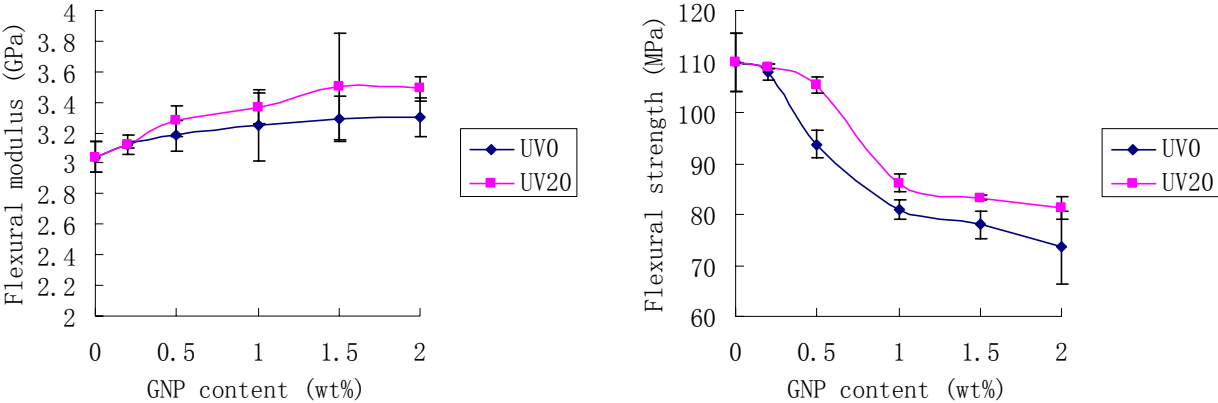 Flexural modulus (GPa)
4
3.8
3.6
3.4
3.2
3
2.8
2.6
2.4
2.2
2
0 0.5 1 1.5 2
GNP content (wt%)
UV0
UV20
Flexural strength (MPa)
120
110
100
90
80
70
60
0 0.5 1 1.5 2
GNP content (wt%)
UV0
UV20